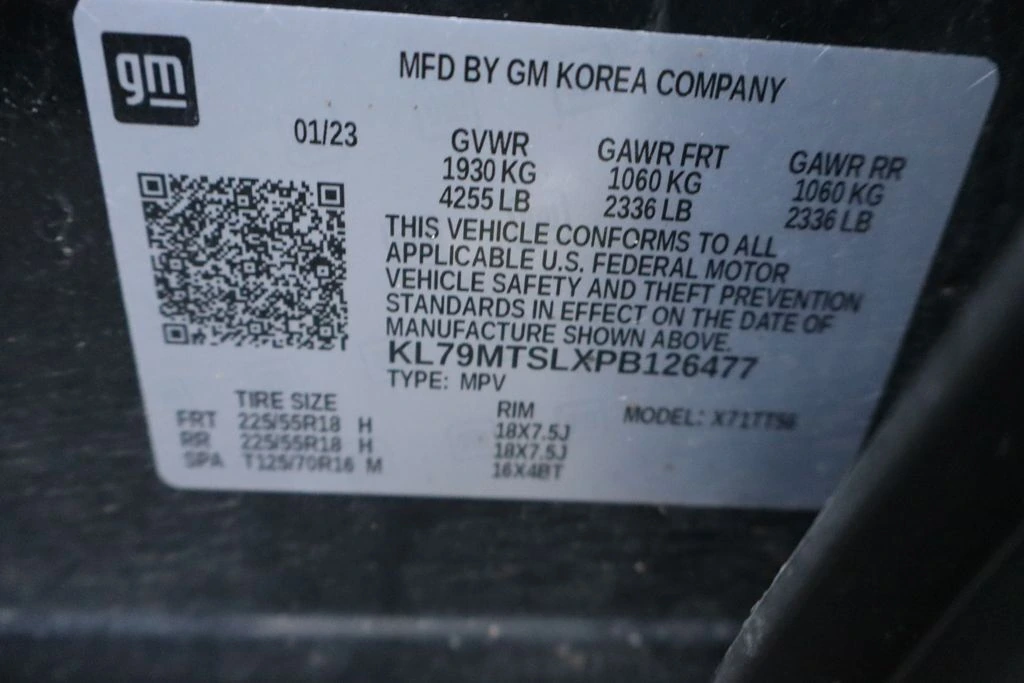 gm
MFD BY GM KOREA COMPANY
01/23
GVWR GAWR FRT GAWR RR
1930 KG 1060 KG 1060 KG
4255 LB 2336 LB 2336 LB
THIS VEHICLE CONFORMS TO ALL
APPLICABLE U.S. FEDERAL MOTOR
VEHICLE SAFETY AND THEFT PREVENTION
STANDARDS IN EFFECT ON THE DATE OF
MANUFACTURE SHOWN ABOVE.
KL79MTSLXPB126477
TYPE: MPV
TIRE SIZE RIM MODEL: X71TT56
FRT 225/55R18 H 18X7.5J
RR 225/55R18 H 18X7.5J
SPA T125/70R16 M 16X4BT